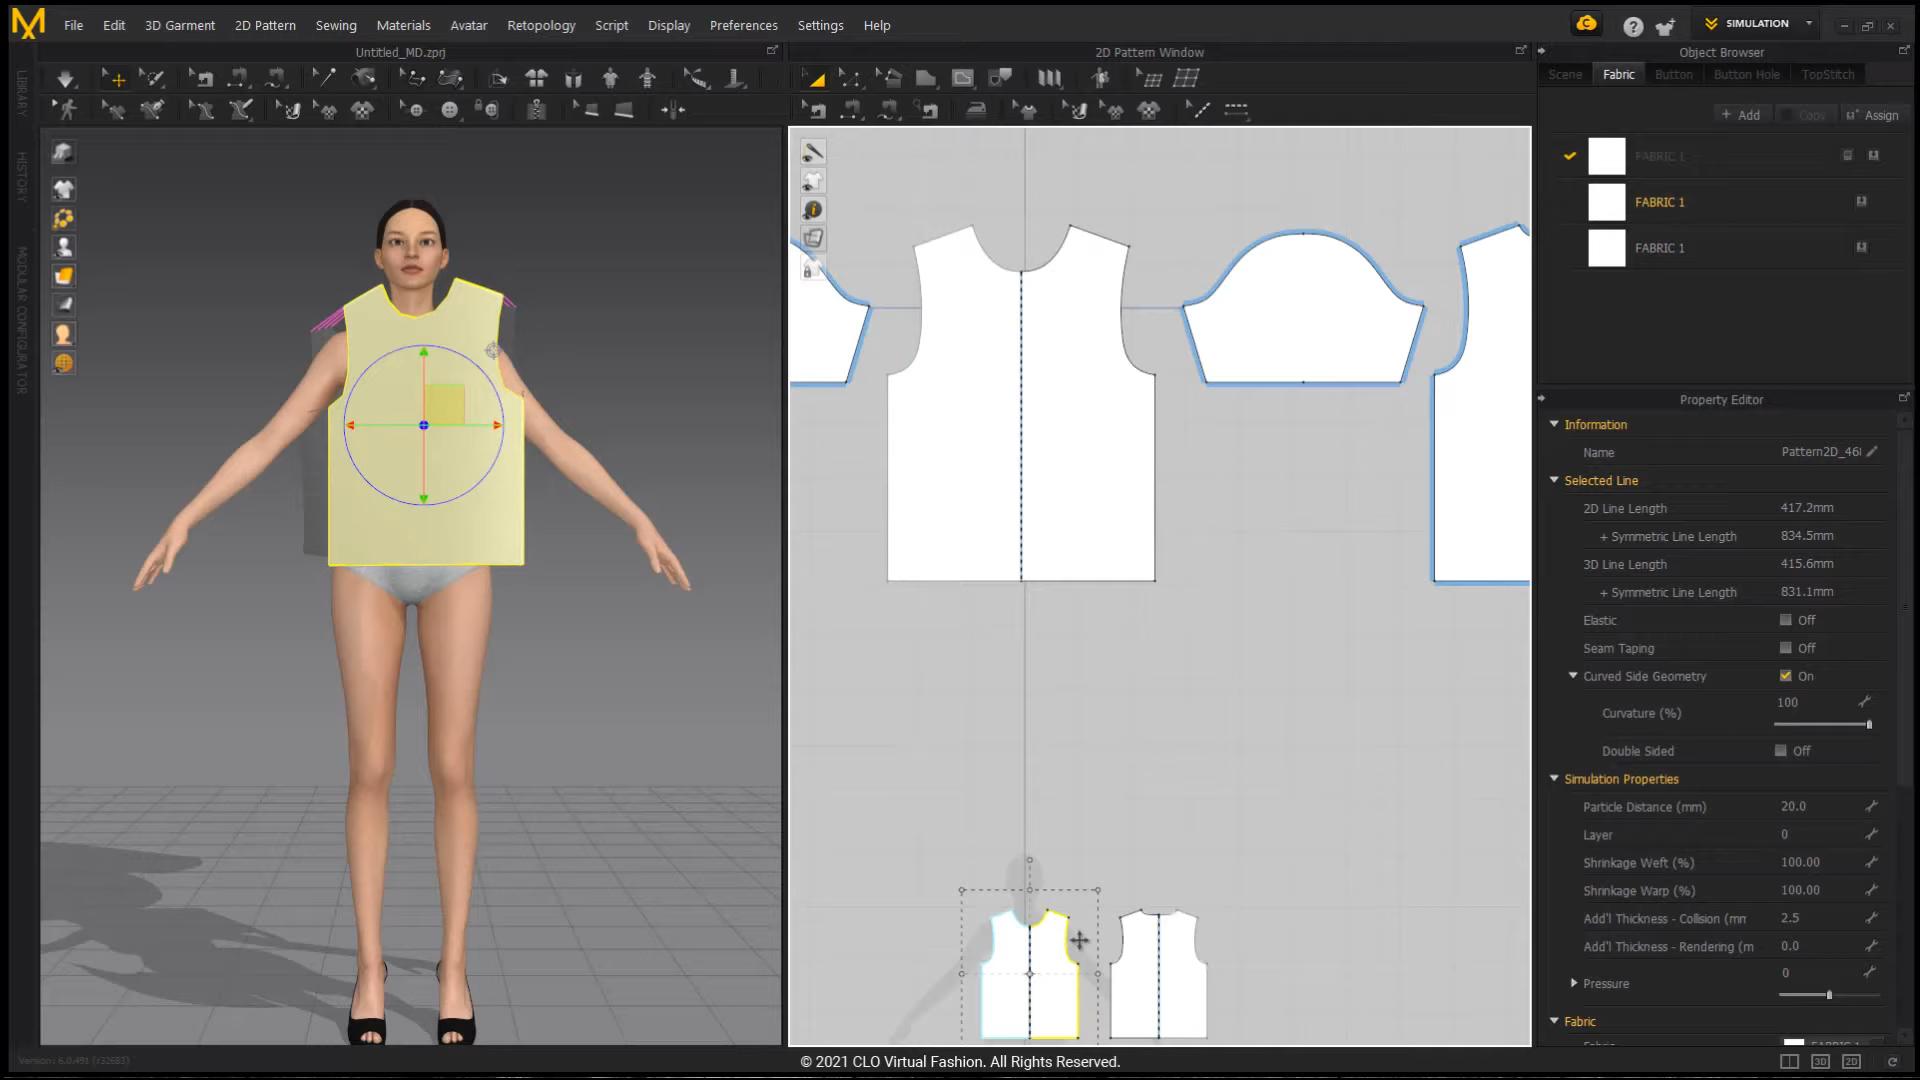 File Edit 3D Garment 2D Pattern Sewing Materials Avatar Retopology Script Display Preferences Settings Help
SIMULATION
Untitled_MD.zprj
2D Pattern Window
Object Browser
Scene Fabric Button Button Hole TopStitch
+ Add Copy Assign
FABRIC 1
FABRIC 1
FABRIC 1
LIBRARY
HISTORY
MODULAR CONFIGURATOR
Property Editor
Information
Name Pattern2D_46
Selected Line
2D Line Length 417.2mm
+ Symmetric Line Length 834.5mm
3D Line Length 415.6mm
+ Symmetric Line Length 831.1mm
Elastic Off
Seam Taping Off
Curved Side Geometry On
Curvature (%) 100
Double Sided Off
Simulation Properties
Particle Distance (mm) 20.0
Layer 0
Shrinkage Weft (%) 100.00
Shrinkage Warp (%) 100.00
Add'l Thickness - Collision (mm 2.5
Add'l Thickness - Rendering (m 0.0
Pressure 0
Fabric
Version: 6.0.491 (r32683)
© 2021 CLO Virtual Fashion. All Rights Reserved.
3D 2D